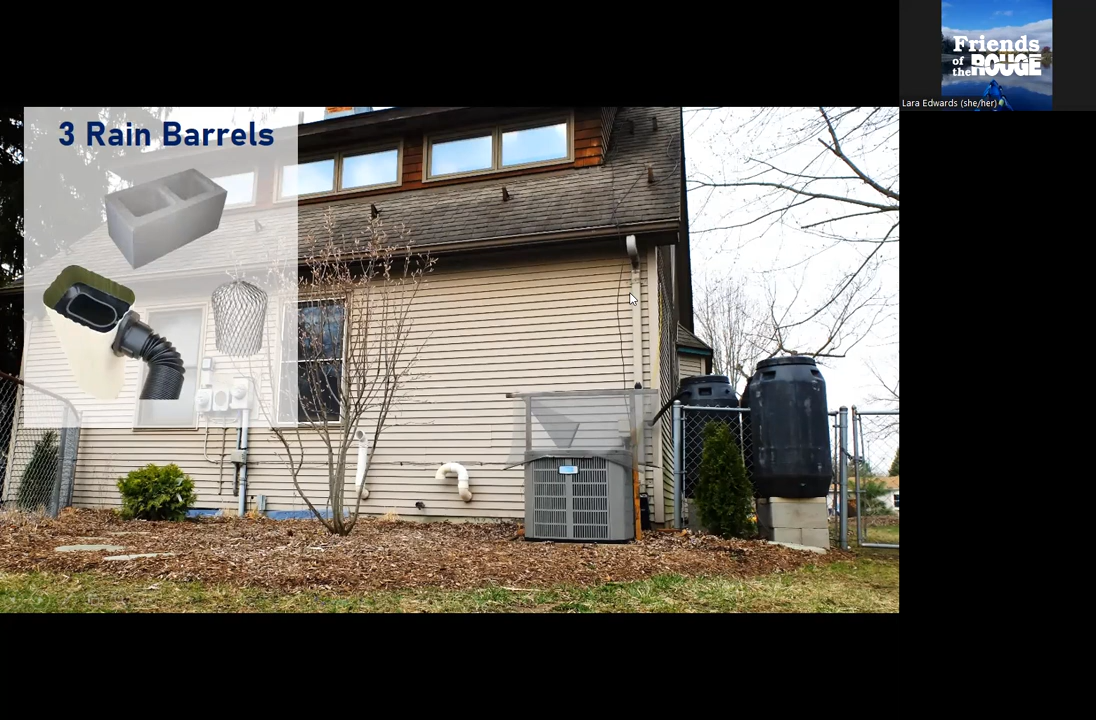 3 Rain Barrels
Friends
of
the ROUGE
Lara Edwards (she/her)